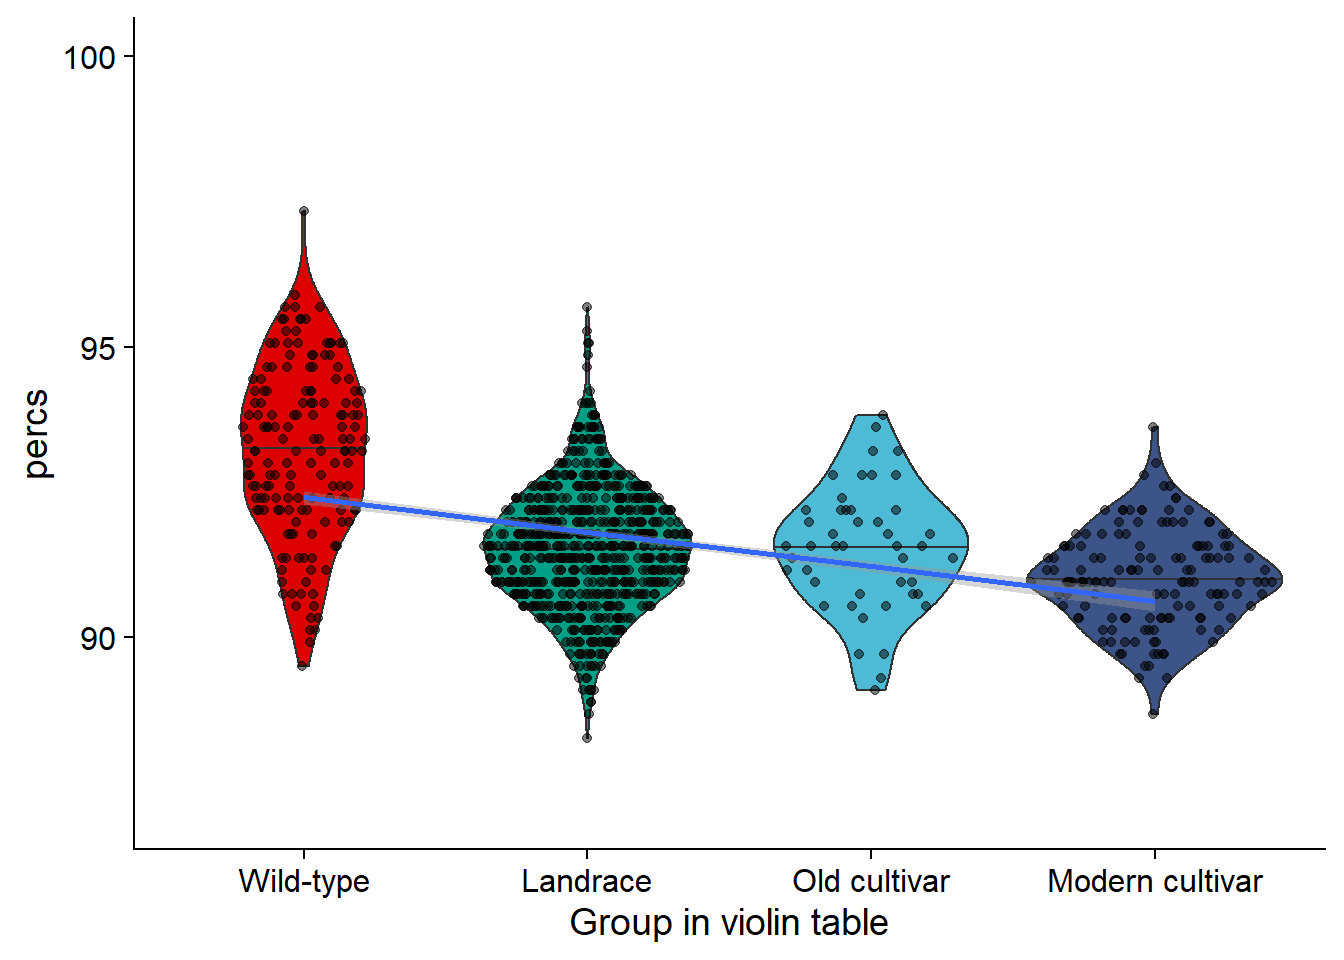 100
95
90
percs
Wild-type
Landrace
Old cultivar
Modern cultivar
Group in violin table